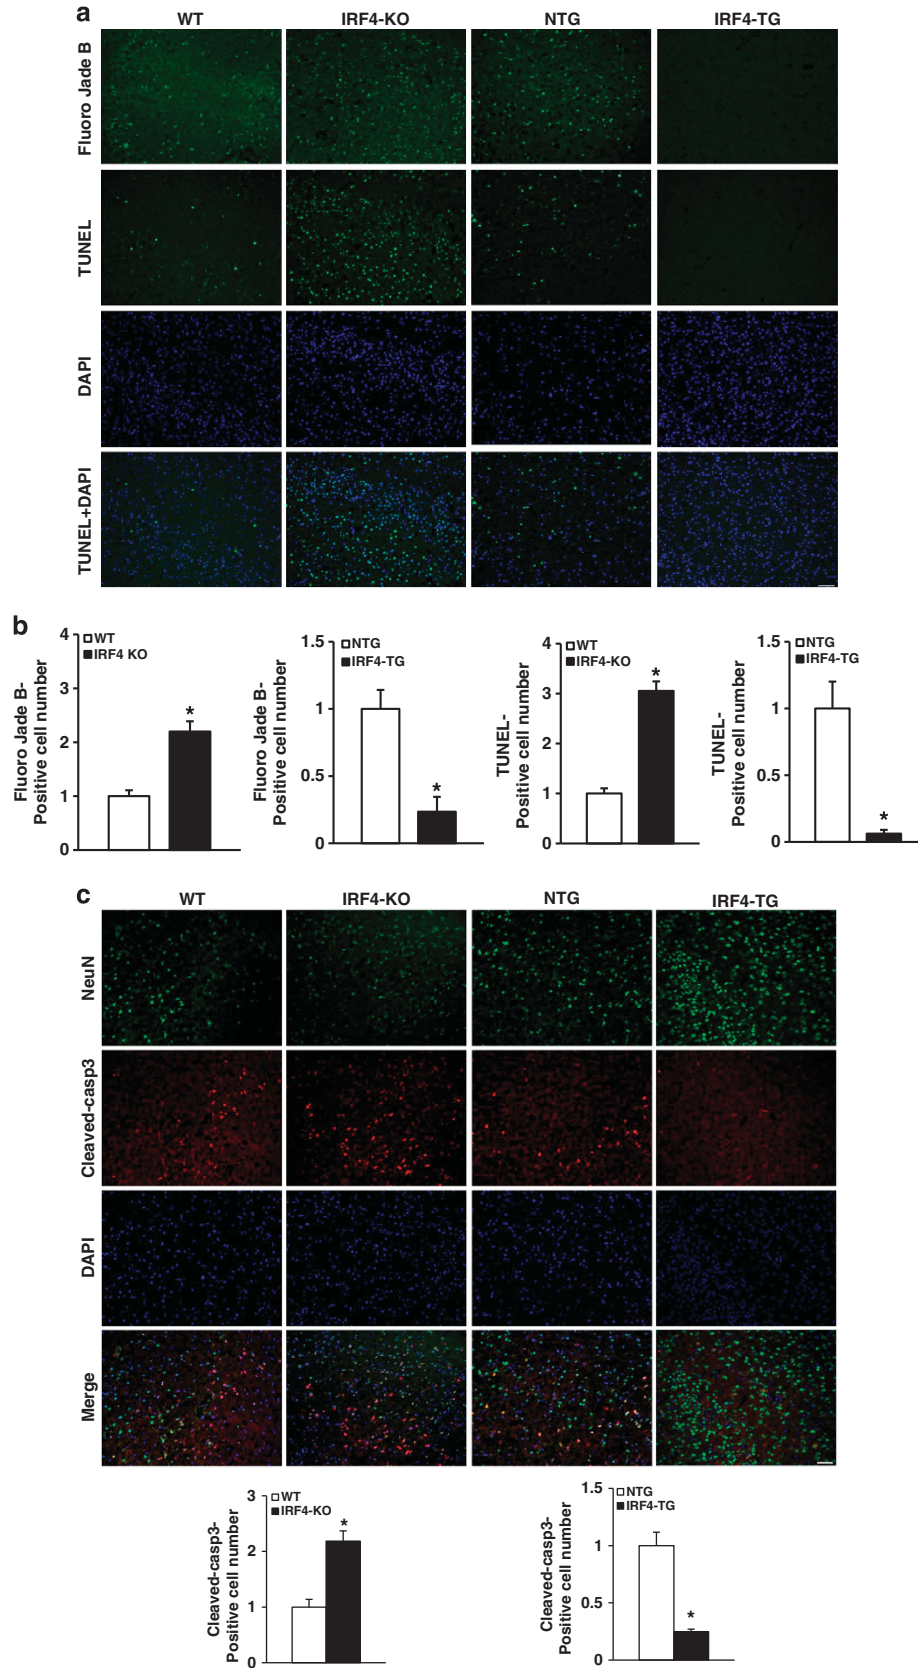 a
WT IRF4-KO NTG IRF4-TG
Fluoro Jade B
TUNEL
DAPI
TUNEL+DAPI
b
Fluoro Jade B-
Positive cell number
4
3
2
1
0
WT
IRF4 KO
*
Fluoro Jade B-
Positive cell number
1.5
1
0.5
0
NTG
IRF4-TG
*
TUNEL-
Positive cell number
4
3
2
1
0
WT
IRF4-KO
*
TUNEL-
Positive cell number
1.5
1
0.5
0
NTG
IRF4-TG
*
c
WT IRF4-KO NTG IRF4-TG
NeuN
Cleaved-casp3
DAPI
Merge
Cleaved-casp3-
Positive cell number
3
2
1
0
WT
IRF4-KO
*
Cleaved-casp3-
Positive cell number
1.5
1
0.5
0
NTG
IRF4-TG
*